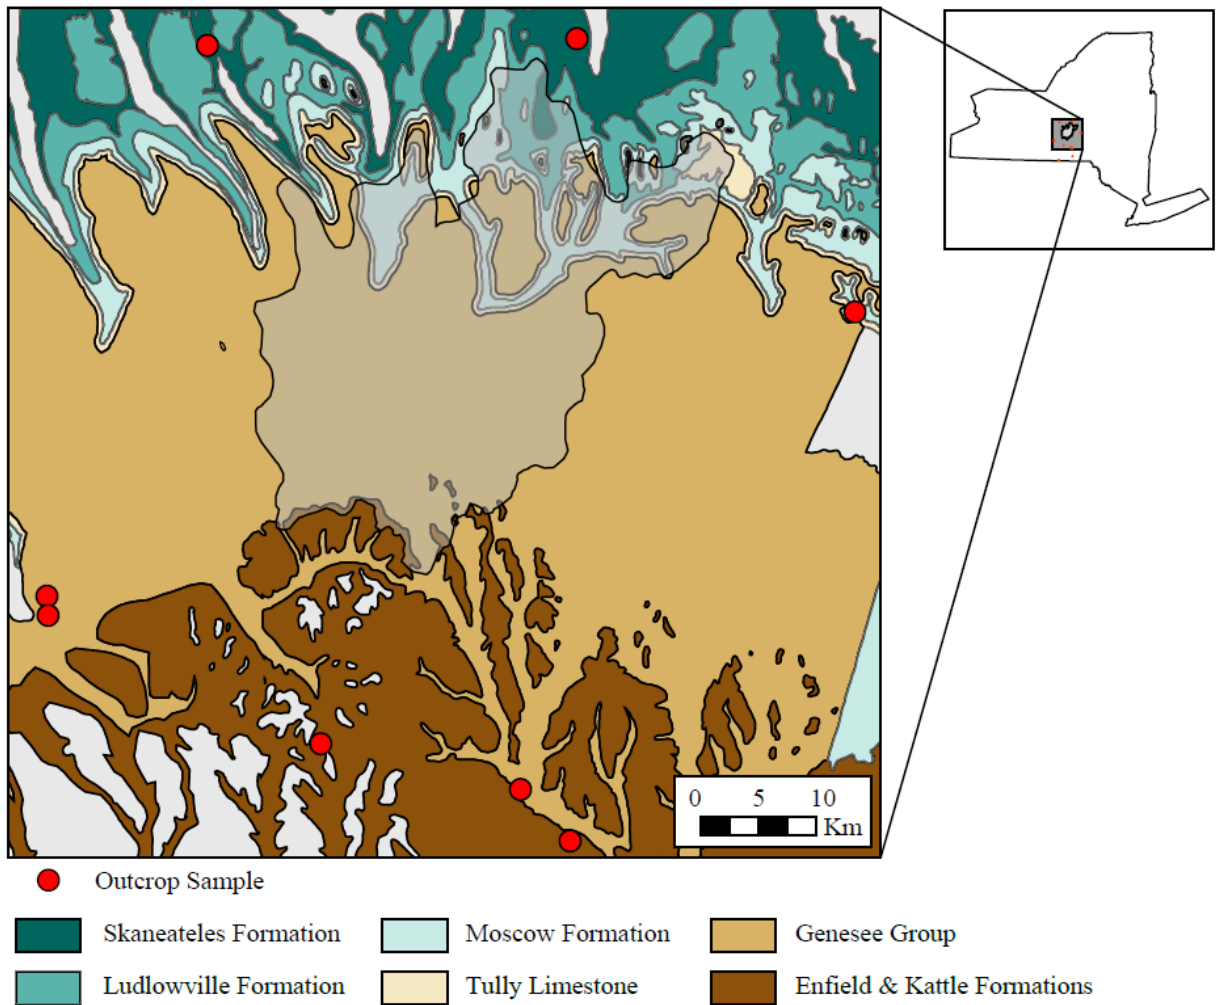 0 5 10
Km
Outcrop Sample
Skaneateles Formation
Moscow Formation
Genesee Group
Ludlowville Formation
Tully Limestone
Enfield & Kattle Formations